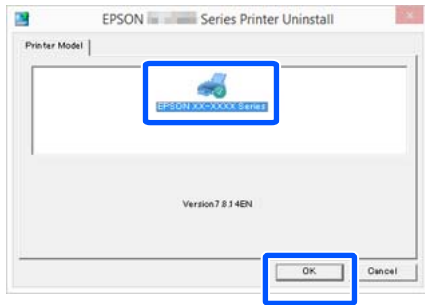 EPSON Series Printer Uninstall
Printer Model
EPSON XX-XXXX Series
Version7.8.1 4EN
OK Cancel